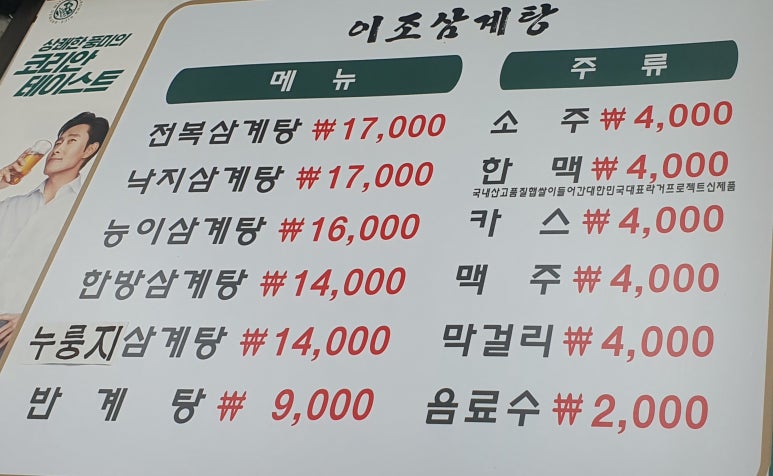 상쾌한 풍미의
코리안
테이스트
이조삼계탕
메뉴
전복삼계탕 ₩17,000
낙지삼계탕 ₩17,000
능이삼계탕 ₩16,000
한방삼계탕 ₩14,000
누룽지삼계탕 ₩14,000
반계탕 ₩ 9,000
주류
소주 ₩4,000
한맥 ₩4,000
국내산고품질햅쌀이들어간대한민국대표라거프로젝트신제품
카스 ₩4,000
맥주 ₩4,000
막걸리 ₩4,000
음료수 ₩2,000